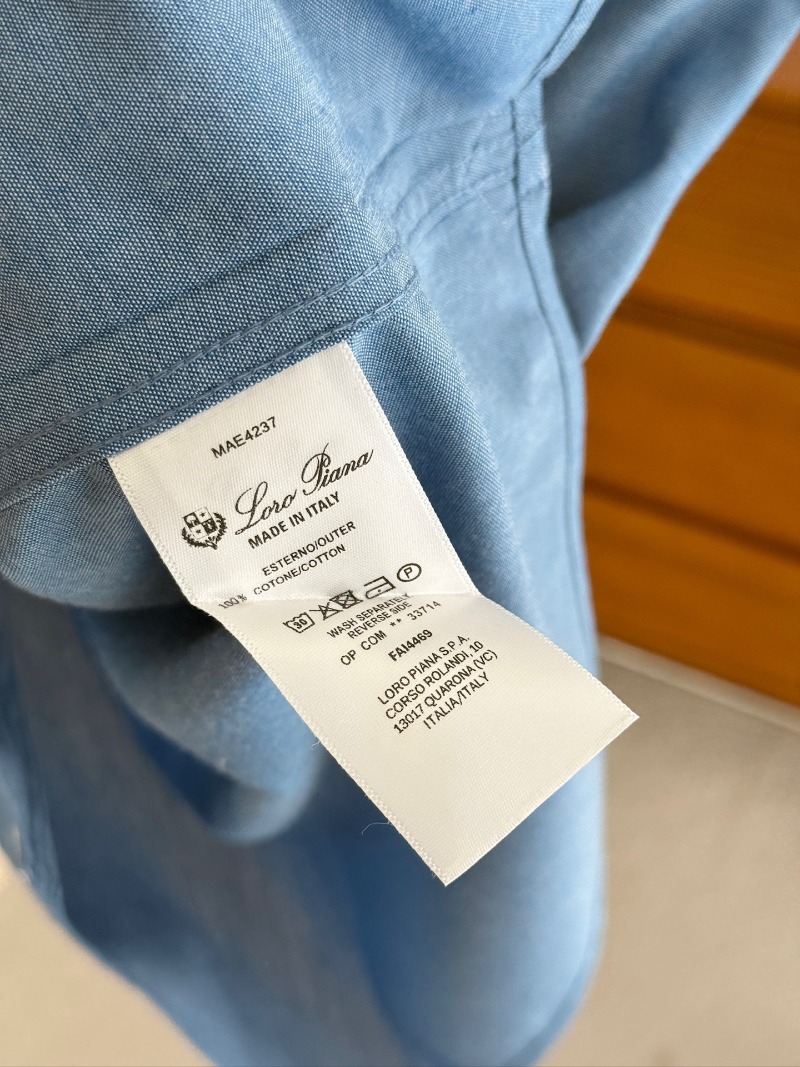 MAE4237
Loro Piana
MADE IN ITALY
ESTERNO/OUTER
100% COTONE/COTTON
30 P
WASH SEPARATELY
REVERSE SIDE
OP COM ** 33714
FAI4469
LORO PIANA S.P.A.
CORSO ROLANDI, 10
13017 QUARONA (VC)
ITALIA/ITALY